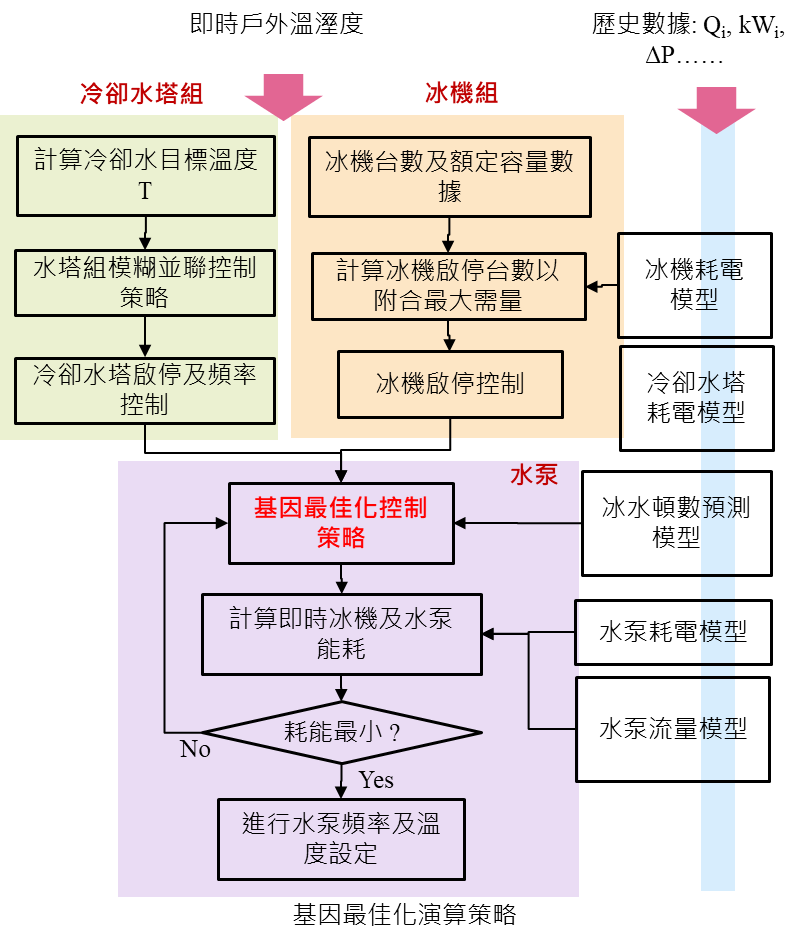 即時戶外溫溼度
歷史數據: Qi, kWi,
ΔP……
冷卻水塔組
冰機組
計算冷卻水目標溫度
T
水塔組模糊並聯控制
策略
冷卻水塔啟停及頻率
控制
冰機台數及額定容量數
據
計算冰機啟停台數以
附合最大需量
冰機啟停控制
冰機耗電
模型
冷卻水塔
耗電模型
水泵
基因最佳化控制
策略
冰水頓數預測
模型
計算即時冰機及水泵
能耗
水泵耗電模型
水泵流量模型
耗能最小？
No
Yes
進行水泵頻率及溫
度設定
基因最佳化演算策略